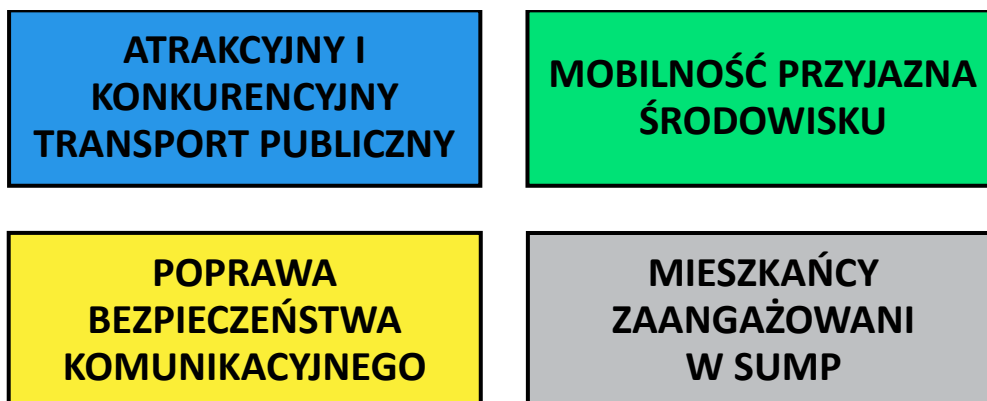 ATRAKCYJNY I
KONKURENCYJNY
TRANSPORT PUBLICZNY
MOBILNOŚĆ PRZYJAZNA
ŚRODOWISKU
POPRAWA
BEZPIECZEŃSTWA
KOMUNIKACYJNEGO
MIESZKAŃCY
ZAANGAŻOWANI
W SUMP